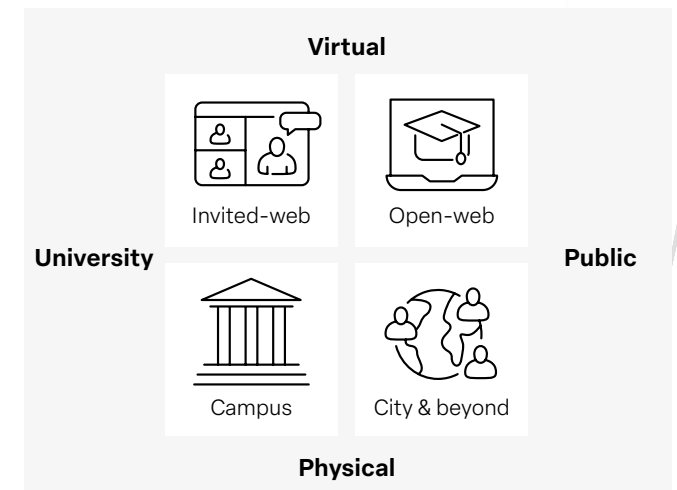 Virtual
Invited-web
Open-web
University
Public
Campus
City & beyond
Physical